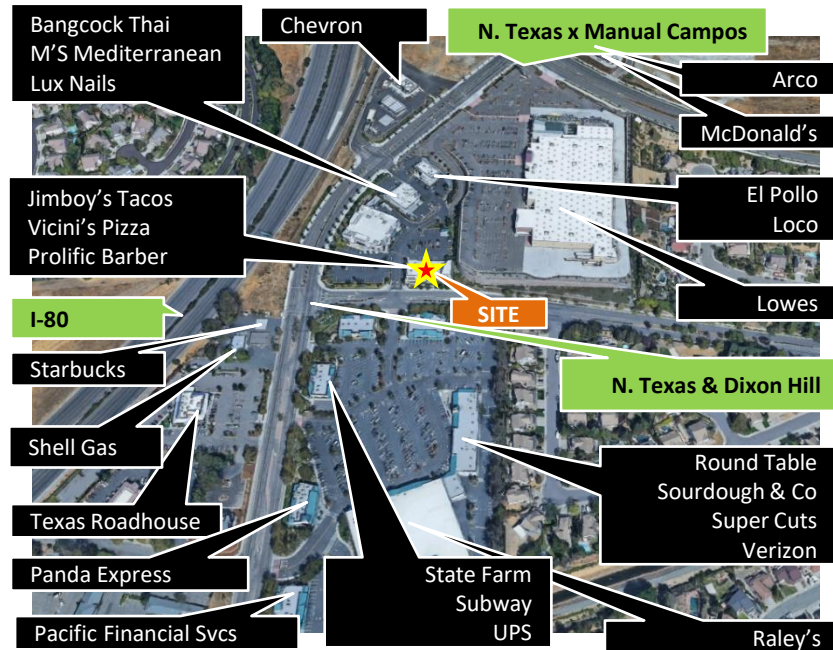 Bangcock Thai
M'S Mediterranean
Lux Nails
Chevron
N. Texas x Manual Campos
Arco
McDonald's
El Pollo
Loco
Lowes
Jimboy's Tacos
Vicini's Pizza
Prolific Barber
SITE
I-80
Starbucks
N. Texas & Dixon Hill
Shell Gas
Texas Roadhouse
Panda Express
Pacific Financial Svcs
State Farm
Subway
UPS
Round Table
Sourdough & Co
Super Cuts
Verizon
Raley's